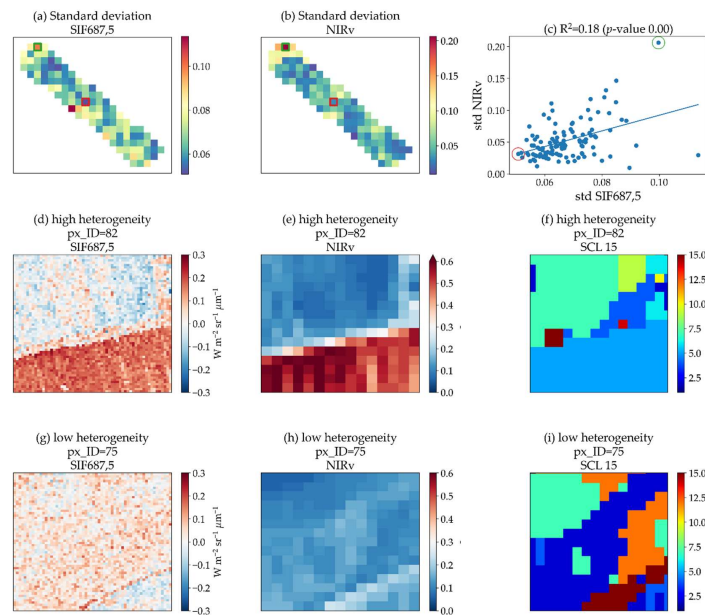 (a) Standard deviation
SIF687,5
(b) Standard deviation
NIRv
(c) R²=0.18 (p-value 0.00)
0.10
0.08
0.06
0.20
0.15
0.10
0.05
std NIRv
0.20
0.15
0.10
0.05
0.00
0.06
0.08
0.10
std SIF687,5
(d) high heterogeneity
px_ID=82
SIF687,5
0.3
0.2
0.1
0.0
−0.1
−0.2
−0.3
W m⁻² sr⁻¹ μm⁻¹
(e) high heterogeneity
px_ID=82
NIRv
0.6
0.5
0.4
0.3
0.2
0.1
0.0
(f) high heterogeneity
px_ID=82
SCL 15
15.0
12.5
10.0
7.5
5.0
2.5
(g) low heterogeneity
px_ID=75
SIF687,5
0.3
0.2
0.1
0.0
−0.1
−0.2
−0.3
W m⁻² sr⁻¹ μm⁻¹
(h) low heterogeneity
px_ID=75
NIRv
0.6
0.5
0.4
0.3
0.2
0.1
0.0
(i) low heterogeneity
px_ID=75
SCL 15
15.0
12.5
10.0
7.5
5.0
2.5